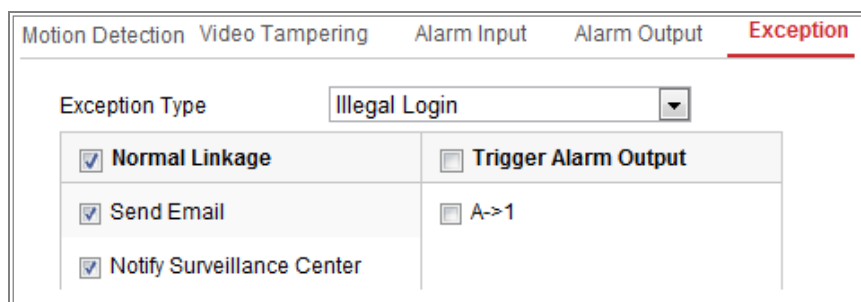 Motion Detection Video Tampering Alarm Input Alarm Output Exception
Exception Type Illegal Login
Normal Linkage Trigger Alarm Output
Send Email A->1
Notify Surveillance Center